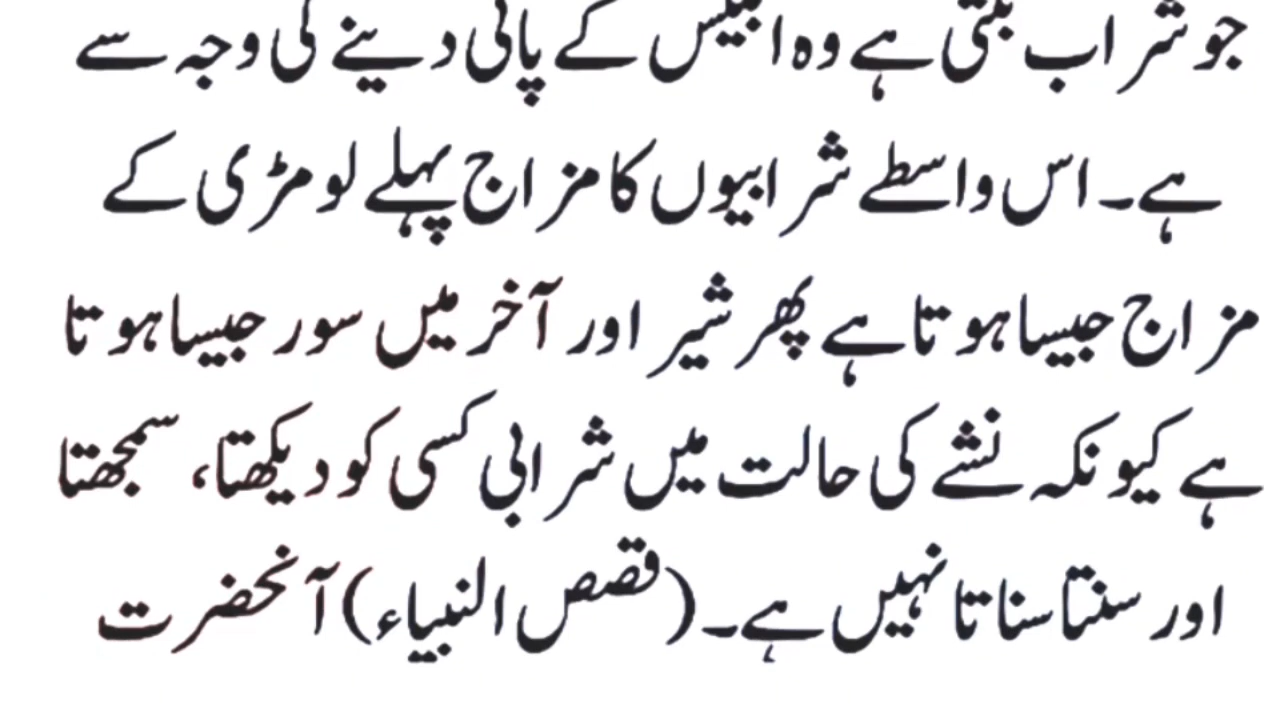 جو شراب بنتی ہے وہ ابلیس کے پانی دینے کی وجہ سے
ہے۔ اس واسطے شرابیوں کا مزاج پہلے لومڑی کے
مزاج جیسا ہوتا ہے پھر شیر اور آخر میں سور جیسا ہوتا
ہے کیونکہ نشے کی حالت میں شرابی کسی کو دیکھتا، سمجھتا
اور سنتا سناتا نہیں ہے۔ (قصص النبیاء) آنحضرت